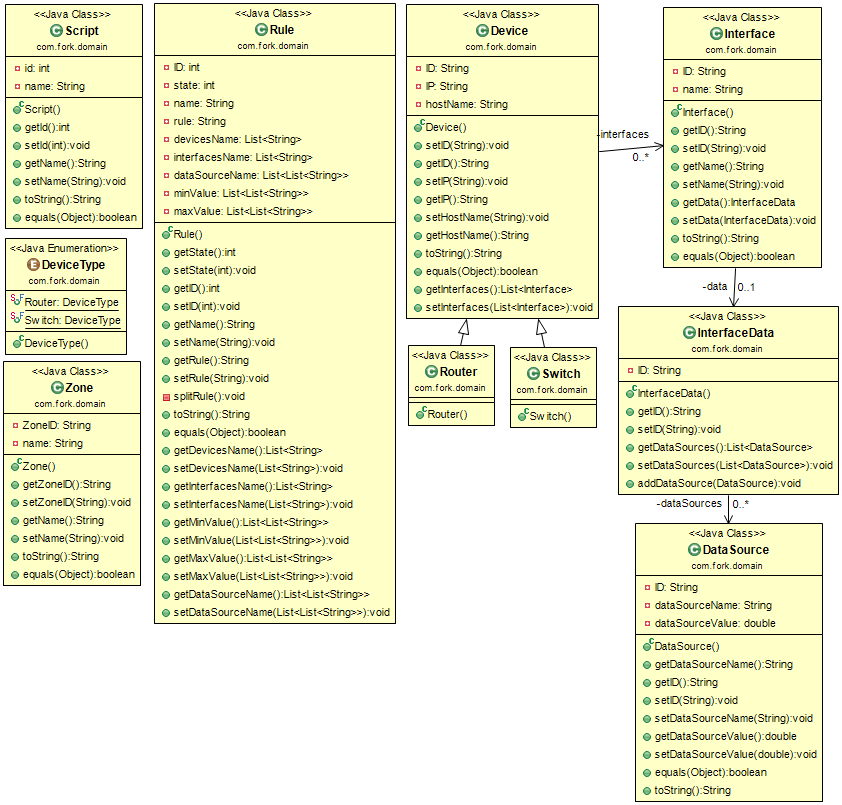 <<Java Class>>
Script
com.fork.domain
id: int
name: String
Script()
getId():int
setId(int):void
getName():String
setName(String):void
toString():String
equals(Object):boolean
<<Java Enumeration>>
DeviceType
com.fork.domain
Router: DeviceType
Switch: DeviceType
DeviceType()
<<Java Class>>
Zone
com.fork.domain
ZoneID: String
name: String
Zone()
getZoneID():String
setZoneID(String):void
getName():String
setName(String):void
toString():String
equals(Object):boolean
<<Java Class>>
Rule
com.fork.domain
ID: int
state: int
name: String
rule: String
devicesName: List<String>
interfacesName: List<String>
dataSourceName: List<List<String>>
minValue: List<List<String>>
maxValue: List<List<String>>
Rule()
getState():int
setState(int):void
getID():int
setID(int):void
getName():String
setName(String):void
getRule():String
setRule(String):void
splitRule():void
toString():String
equals(Object):boolean
getDevicesName():List<String>
setDevicesName(List<String>):void
getInterfacesName():List<String>
setInterfacesName(List<String>):void
getMinValue():List<List<String>>
setMinValue(List<List<String>>):void
getMaxValue():List<List<String>>
setMaxValue(List<List<String>>):void
getDataSourceName():List<List<String>>
setDataSourceName(List<List<String>>):void
<<Java Class>>
Device
com.fork.domain
ID: String
IP: String
hostName: String
Device()
setID(String):void
getID():String
setIP(String):void
getIP():String
setHostName(String):void
getHostName():String
toString():String
equals(Object):boolean
getInterfaces():List<Interface>
setInterfaces(List<Interface>):void
-interfaces
0..*
<<Java Class>>
Router
com.fork.domain
Router()
<<Java Class>>
Switch
com.fork.domain
Switch()
<<Java Class>>
Interface
com.fork.domain
ID: String
name: String
Interface()
getID():String
setID(String):void
getName():String
setName(String):void
getData():InterfaceData
setData(InterfaceData):void
toString():String
equals(Object):boolean
-data
0..1
<<Java Class>>
InterfaceData
com.fork.domain
ID: String
InterfaceData()
getID():String
setID(String):void
getDataSources():List<DataSource>
setDataSources(List<DataSource>):void
addDataSource(DataSource):void
-dataSources
0..*
<<Java Class>>
DataSource
com.fork.domain
ID: String
dataSourceName: String
dataSourceValue: double
DataSource()
getDataSourceName():String
getID():String
setID(String):void
setDataSourceName(String):void
getDataSourceValue():double
setDataSourceValue(double):void
equals(Object):boolean
toString():String